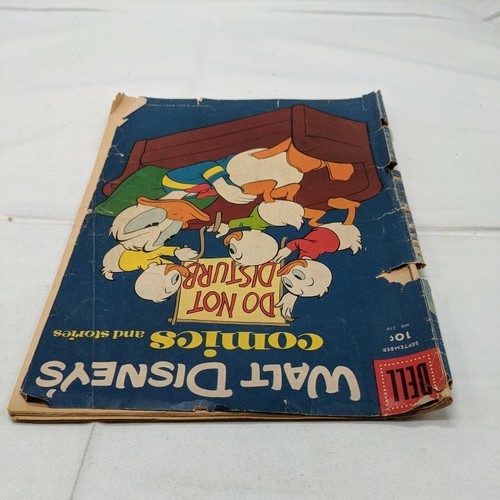 DELL
SEPTEMBER
10¢
WALT DISNEY'S
comics and stories
DO NOT
DISTURB